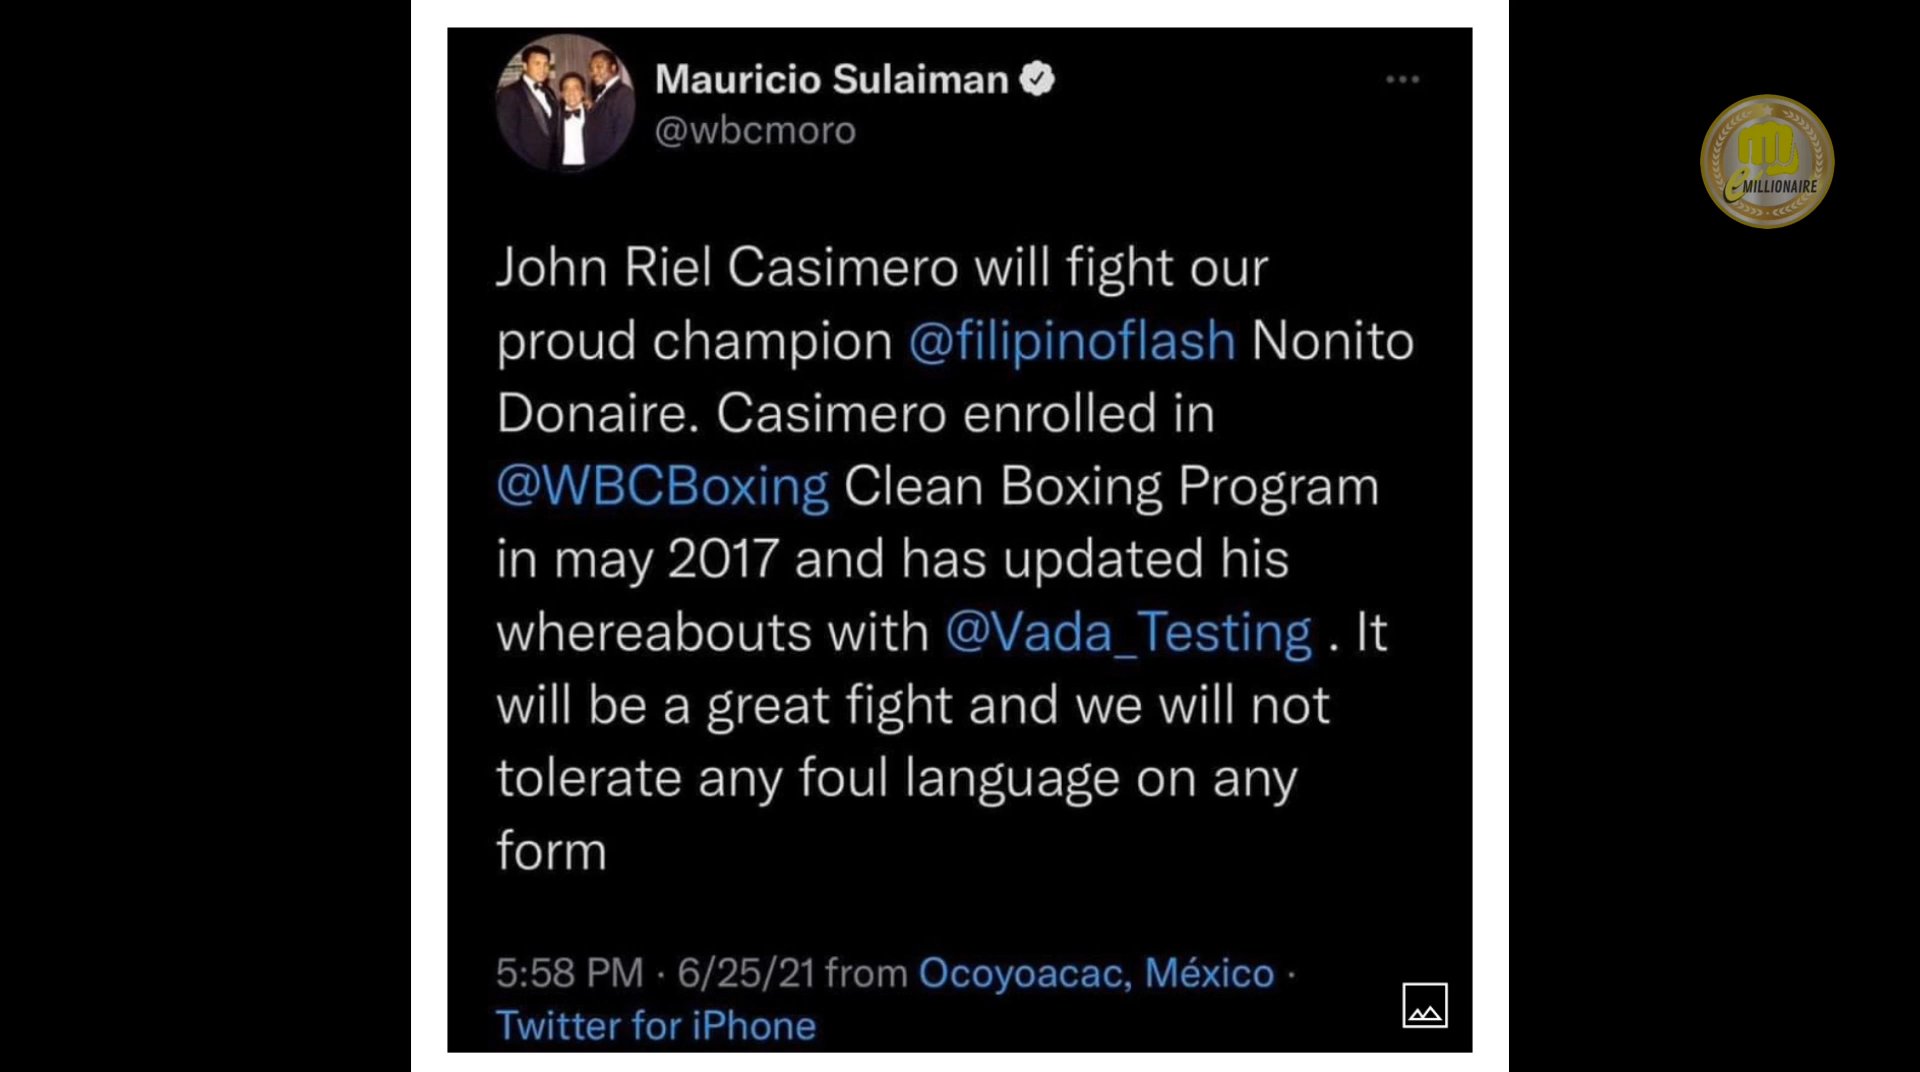 Mauricio Sulaiman
@wbcmoro
John Riel Casimero will fight our
proud champion @filipinoflash Nonito
Donaire. Casimero enrolled in
@WBCBoxing Clean Boxing Program
in may 2017 and has updated his
whereabouts with @Vada_Testing . It
will be a great fight and we will not
tolerate any foul language on any
form
5:58 PM · 6/25/21 from Ocoyoacac, México ·
Twitter for iPhone
e MILLIONAIRE